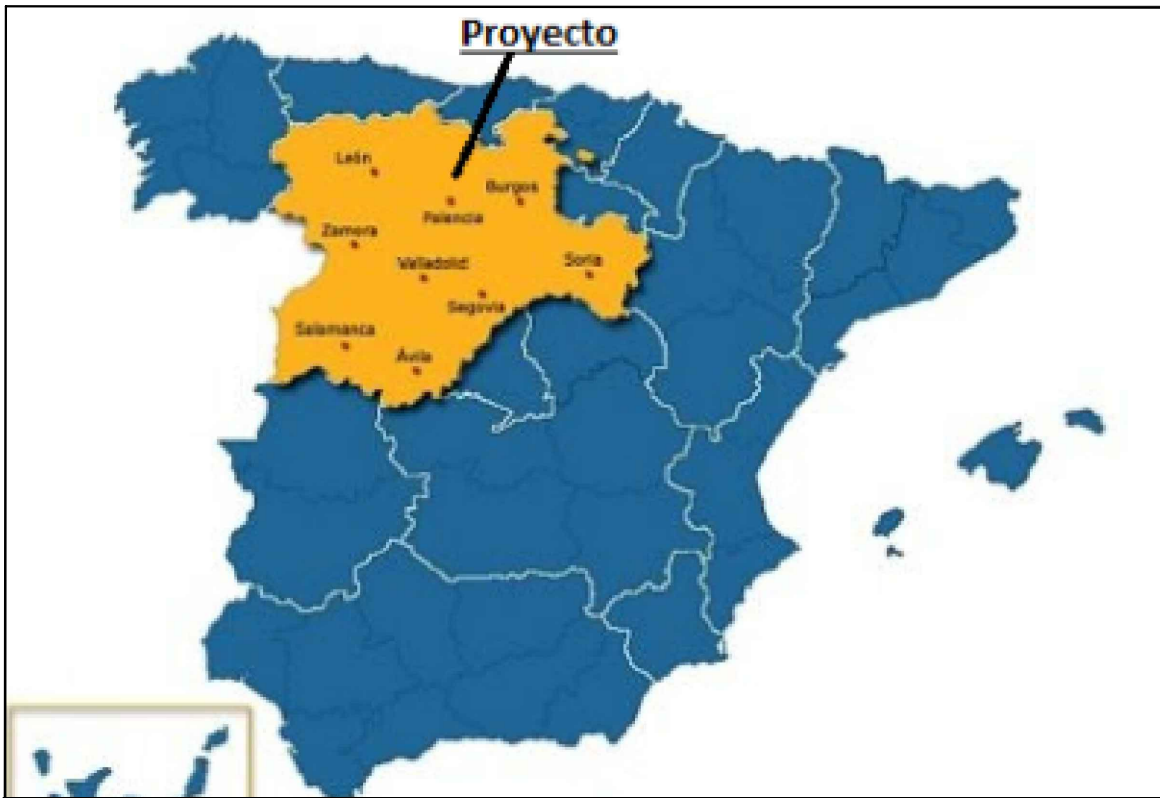 Proyecto
León
Burgos
Palencia
Zamora
Valladolid
Soria
Segovia
Salamanca
Ávila